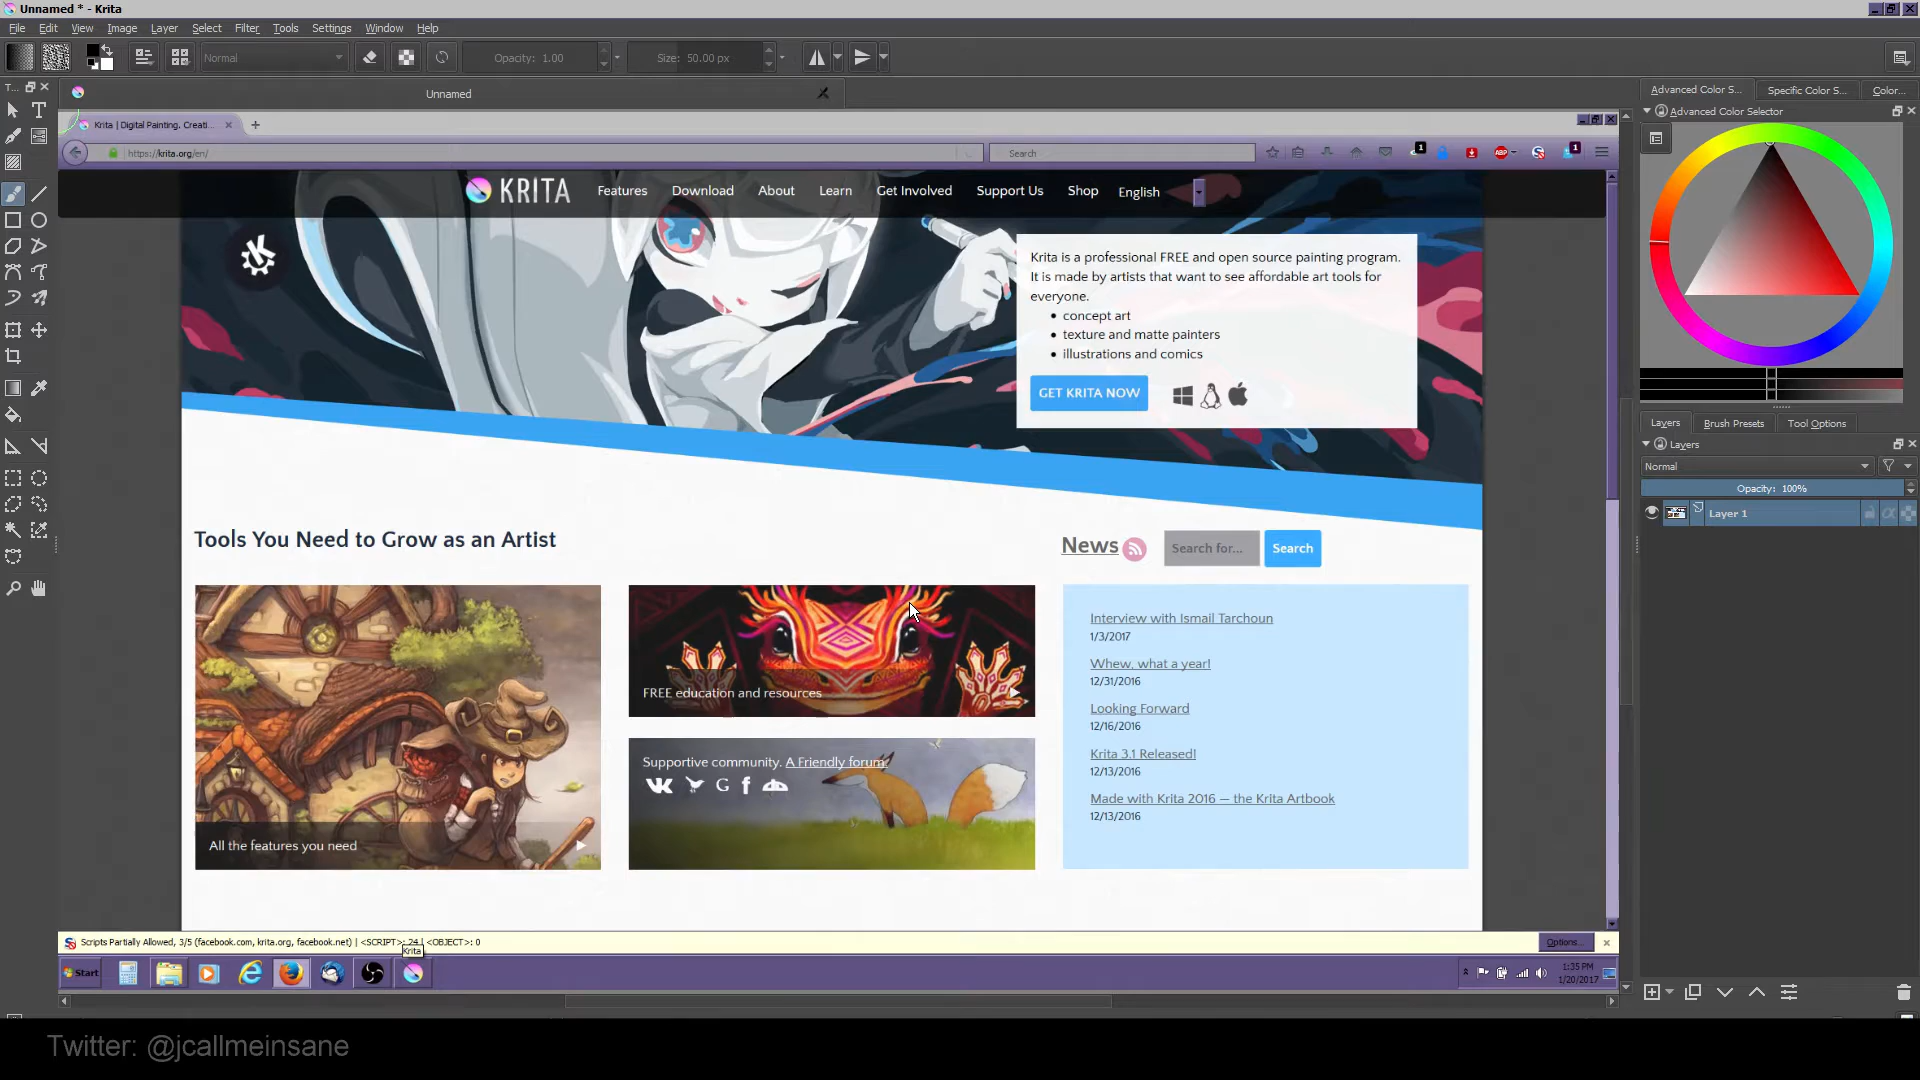 Unnamed * - Krita
File Edit View Select Image Layer Select Filter Tools Settings Window Help
Normal
Opacity: 1.00
Size: 50.00 px
T...
Unnamed
Advanced Color S...
Specific Color S...
Color...
Advanced Color Selector
Krita | Digital Painting. Creati...
https://krita.org/en/
Search
1
ABP
1
KRITA
Features
Download
About
Learn
Get Involved
Support Us
Shop
English
Krita is a professional FREE and open source painting program.
It is made by artists that want to see affordable art tools for
everyone.
• concept art
• texture and matte painters
• illustrations and comics
GET KRITA NOW
Layers
Brush Presets
Tool Options
Layers
Normal
Opacity: 100%
Layer 1
Tools You Need to Grow as an Artist
News
Search for...
Search
FREE education and resources
Supportive community. A Friendly forum.
All the features you need
Interview with Ismail Tarchoun
1/3/2017
Whew, what a year!
12/31/2016
Looking Forward
12/16/2016
Krita 3.1 Released!
12/13/2016
Made with Krita 2016 — the Krita Artbook
12/13/2016
Scripts Partially Allowed, 3/5 (facebook.com, krita.org, facebook.net) | <SCRIPT>: 24 | <OBJECT>: 0
Options...
Krita
Start
1:35 PM
1/20/2017
Twitter: @jcallmeinsane